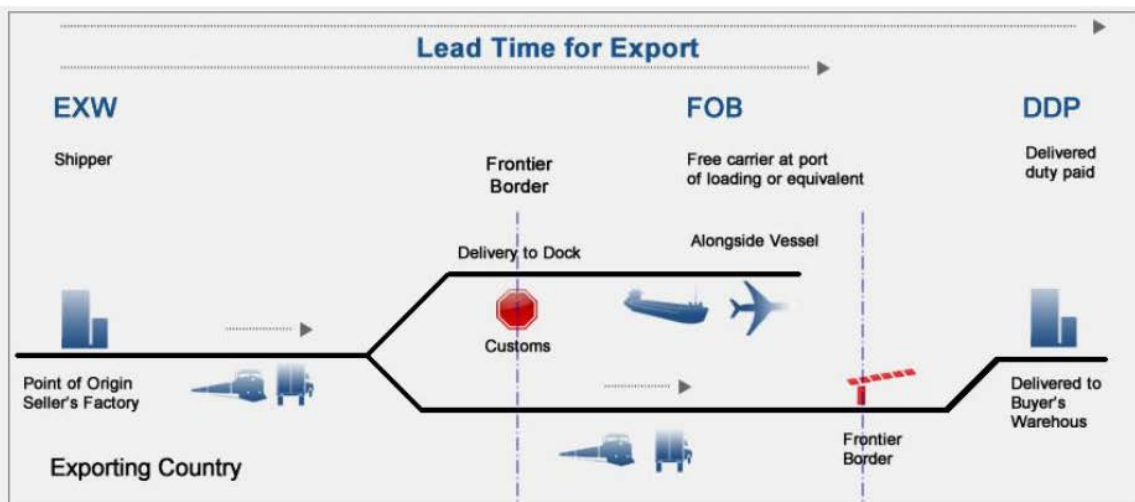 Lead Time for Export
EXW
FOB
DDP
Shipper
Frontier
Border
Free carrier at port
of loading or equivalent
Delivered
duty paid
Delivery to Dock
Alongside Vessel
Customs
Point of Origin
Seller's Factory
Delivered to
Buyer's
Warehous
Frontier
Border
Exporting Country